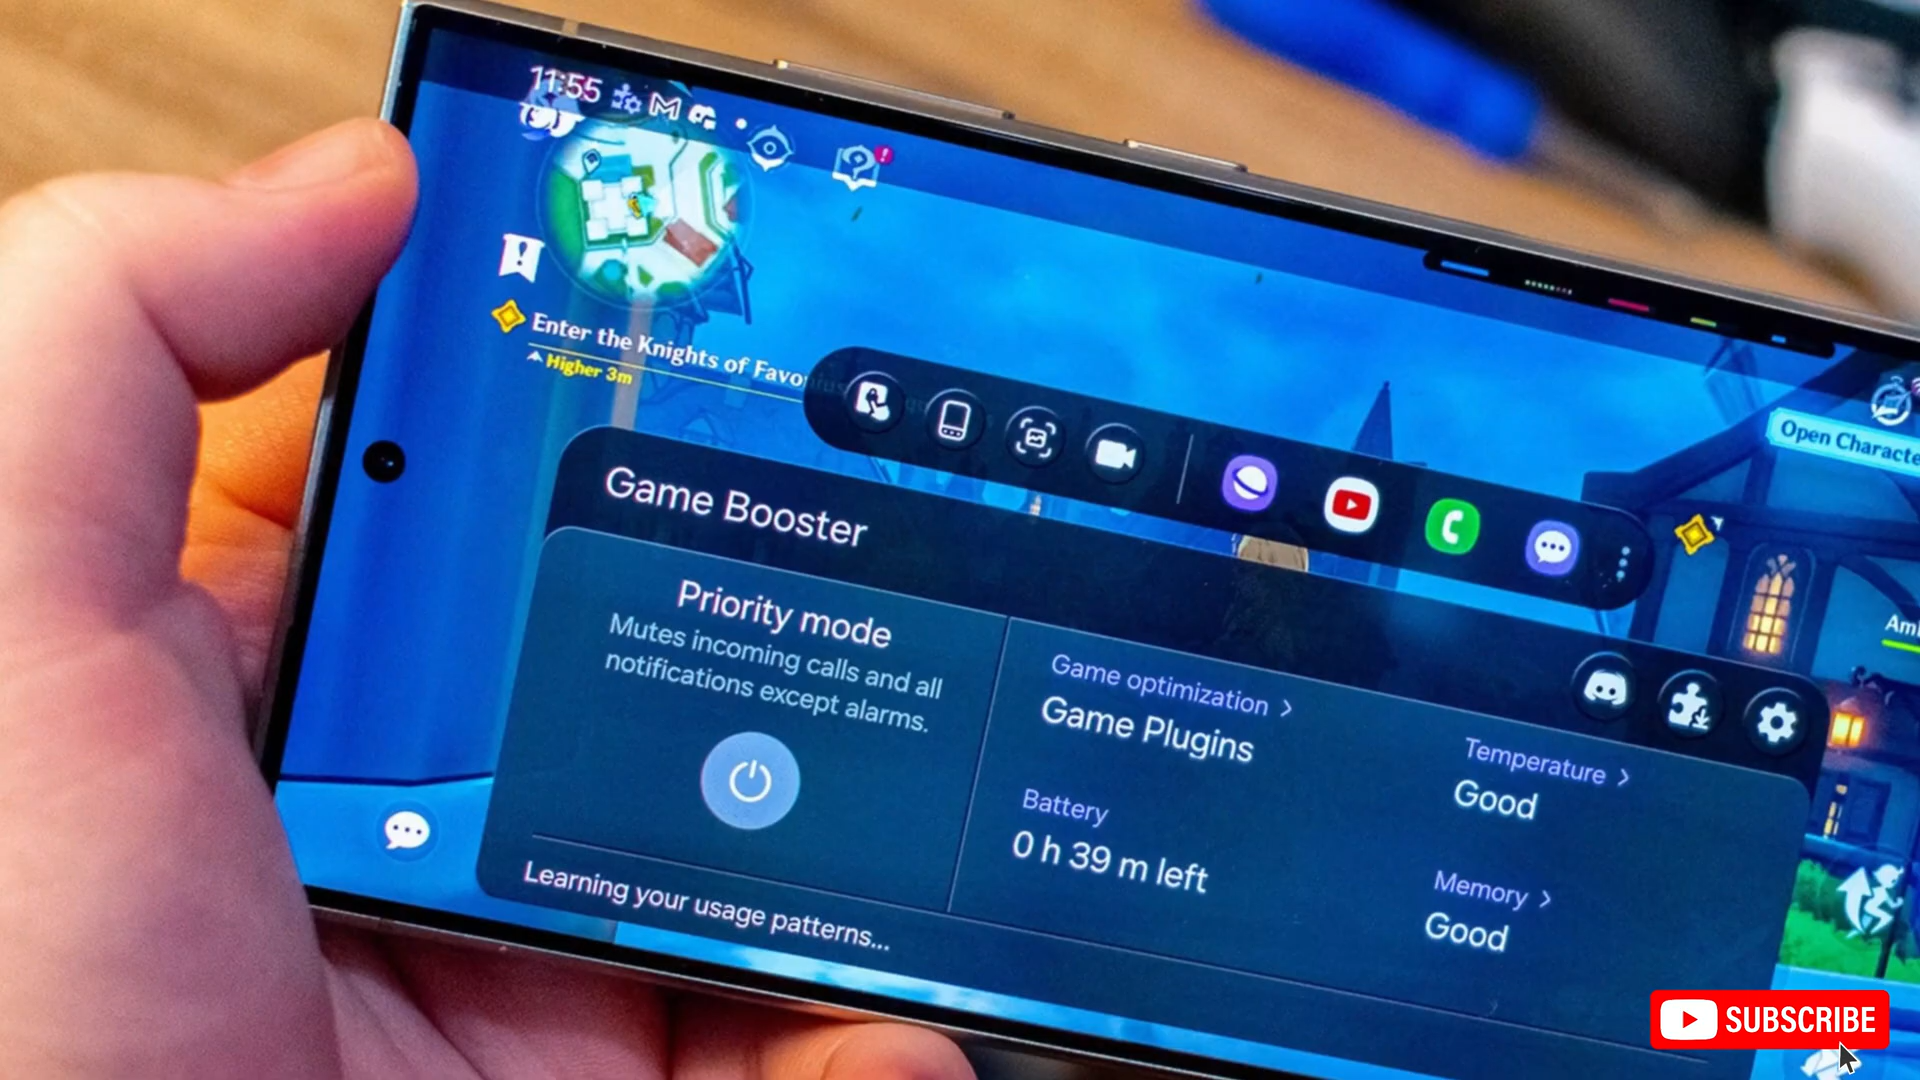 11:55
Enter the Knights of Favo
Higher 3m
Open Characte
Game Booster
Priority mode
Mutes incoming calls and all
notifications except alarms.
Game optimization >
Game Plugins
Temperature >
Good
Battery
0 h 39 m left
Memory >
Good
Learning your usage patterns...
Am
SUBSCRIBE